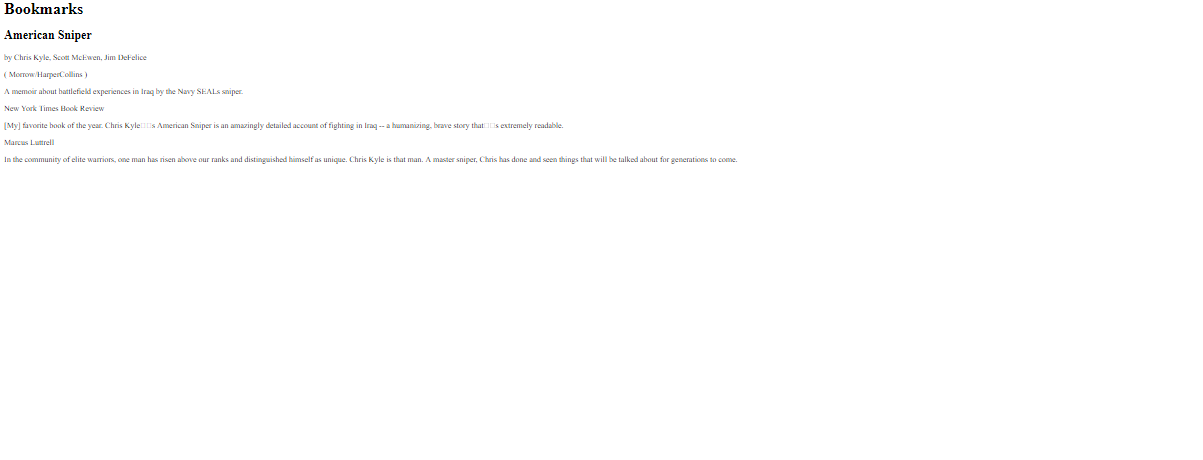 Bookmarks
American Sniper
by Chris Kyle, Scott McEwen, Jim DeFelice
( Morrow/HarperCollins )
A memoir about battlefield experiences in Iraq by the Navy SEALs sniper.
New York Times Book Review
[My] favorite book of the year. Chris Kyle□□□s American Sniper is an amazingly detailed account of fighting in Iraq -- a humanizing, brave story that□□□s extremely readable.
Marcus Luttrell
In the community of elite warriors, one man has risen above our ranks and distinguished himself as unique. Chris Kyle is that man. A master sniper, Chris has done and seen things that will be talked about for generations to come.